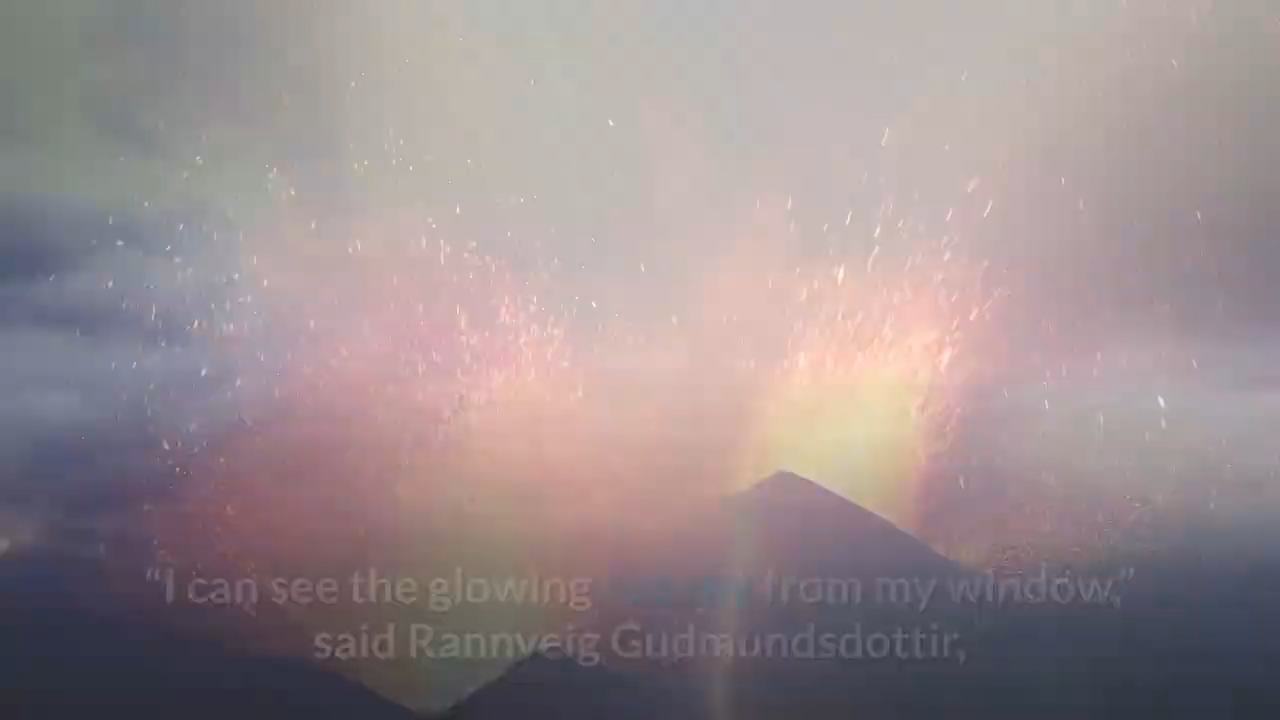 “I can see the glowing from my window,”
said Rannveig Gudmundsdottir,